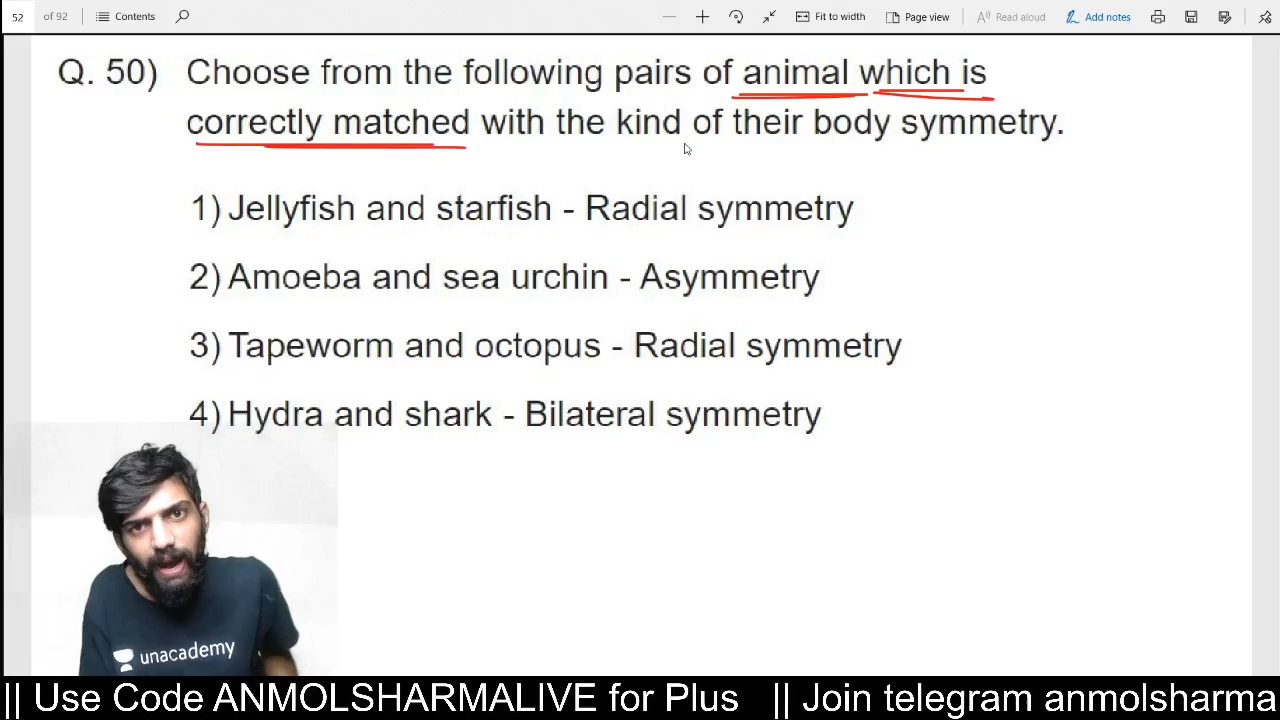 52 of 92 Contents Fit to width Page view Read aloud Add notes
Q. 50) Choose from the following pairs of animal which is
correctly matched with the kind of their body symmetry.
1) Jellyfish and starfish - Radial symmetry
2) Amoeba and sea urchin - Asymmetry
3) Tapeworm and octopus - Radial symmetry
4) Hydra and shark - Bilateral symmetry
unacademy
|| Use Code ANMOLSHARMALIVE for Plus || Join telegram anmolsharma